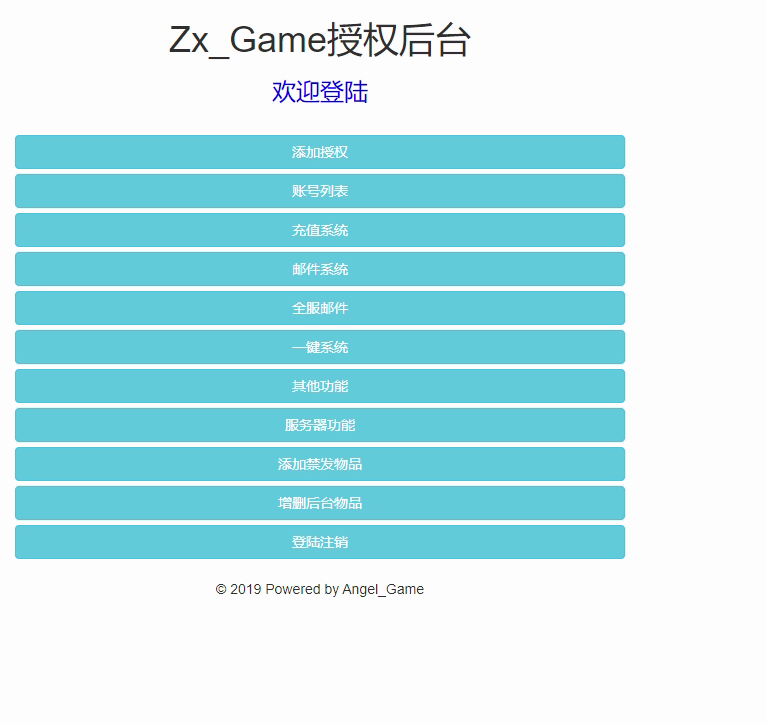 Zx_Game授权后台
欢迎登陆
添加授权
账号列表
充值系统
邮件系统
全服邮件
一键系统
其他功能
服务器功能
添加禁发物品
增删后台物品
登陆注销
© 2019 Powered by Angel_Game